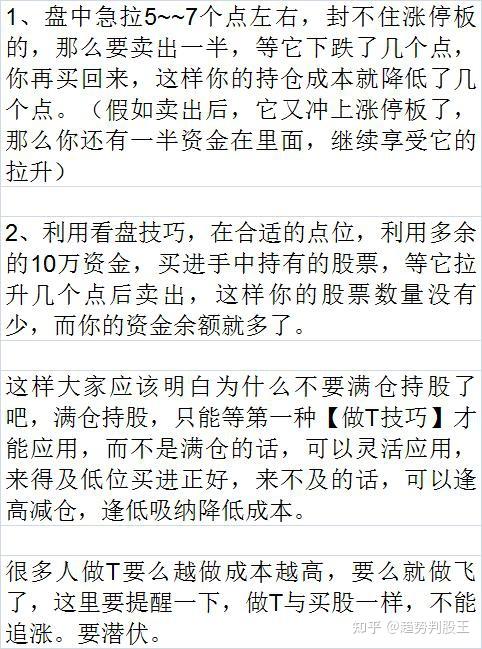 1、盘中急拉5~~7个点左右，封不住涨停板
的，那么要卖出一半，等它下跌了几个点，
你再买回来，这样你的持仓成本就降低了几
个点。（假如卖出后，它又冲上涨停板了，
那么你还有一半资金在里面，继续享受它的
拉升）
2、利用看盘技巧，在合适的点位，利用多余
的10万资金，买进手中持有的股票，等它拉
升几个点后卖出，这样你的股票数量没有
少，而你的资金余额就多了。
这样大家应该明白为什么不要满仓持股了
吧，满仓持股，只能等第一种【做T技巧】才
能应用，而不是满仓的话，可以灵活应用，
来得及低位买进正好，来不及的话，可以逢
高减仓，逢低吸纳降低成本。
很多人做T要么越做成本越高，要么就做飞
了，这里要提醒一下，做T与买股一样，不能
追涨。要潜伏。
知乎 @趋势判股王